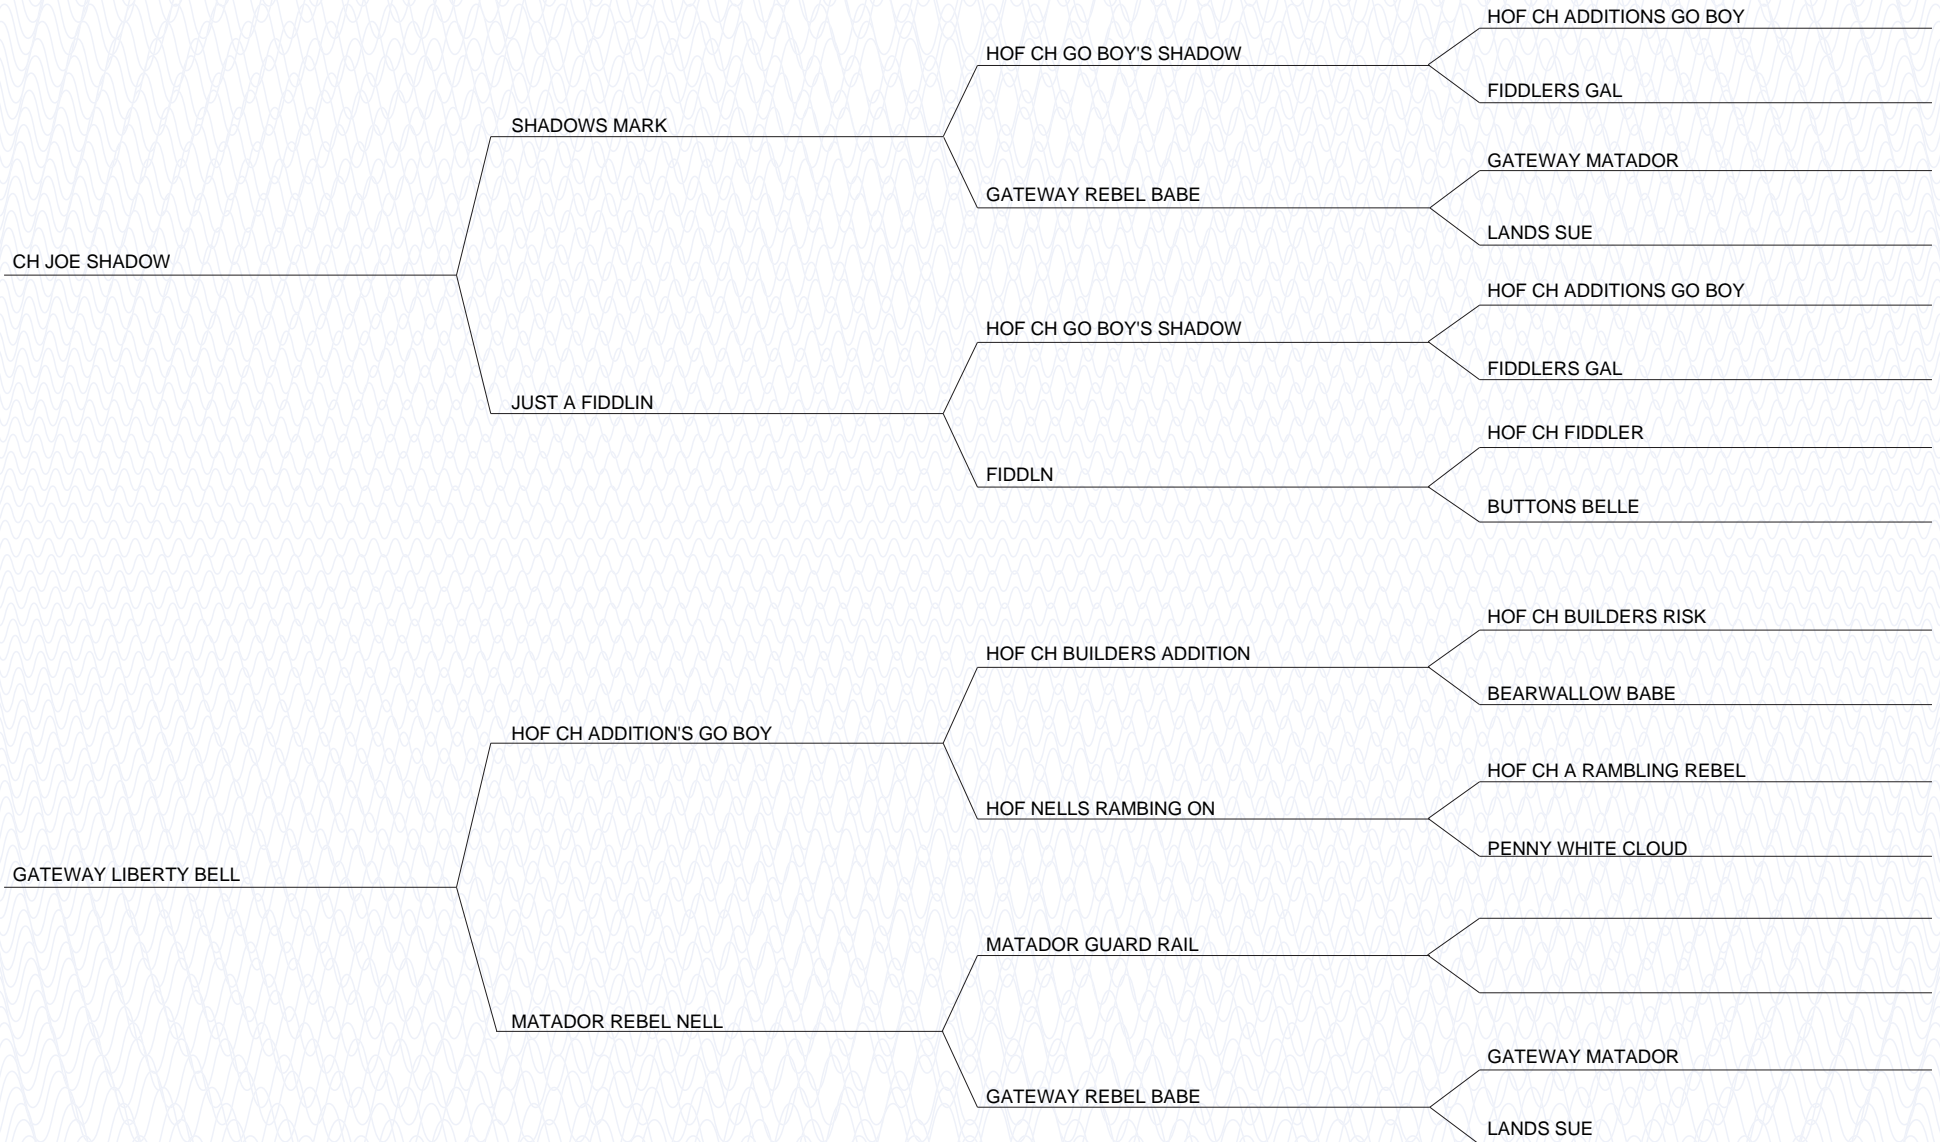 HOF CH ADDITIONS GO BOY
HOF CH GO BOY'S SHADOW
FIDDLERS GAL
SHADOWS MARK
GATEWAY MATADOR
GATEWAY REBEL BABE
LANDS SUE
CH JOE SHADOW
HOF CH ADDITIONS GO BOY
HOF CH GO BOY'S SHADOW
FIDDLERS GAL
JUST A FIDDLIN
HOF CH FIDDLER
FIDDLN
BUTTONS BELLE
HOF CH BUILDERS RISK
HOF CH BUILDERS ADDITION
BEARWALLOW BABE
HOF CH ADDITION'S GO BOY
HOF CH A RAMBLING REBEL
HOF NELLS RAMBING ON
PENNY WHITE CLOUD
GATEWAY LIBERTY BELL
MATADOR GUARD RAIL
MATADOR REBEL NELL
GATEWAY MATADOR
GATEWAY REBEL BABE
LANDS SUE